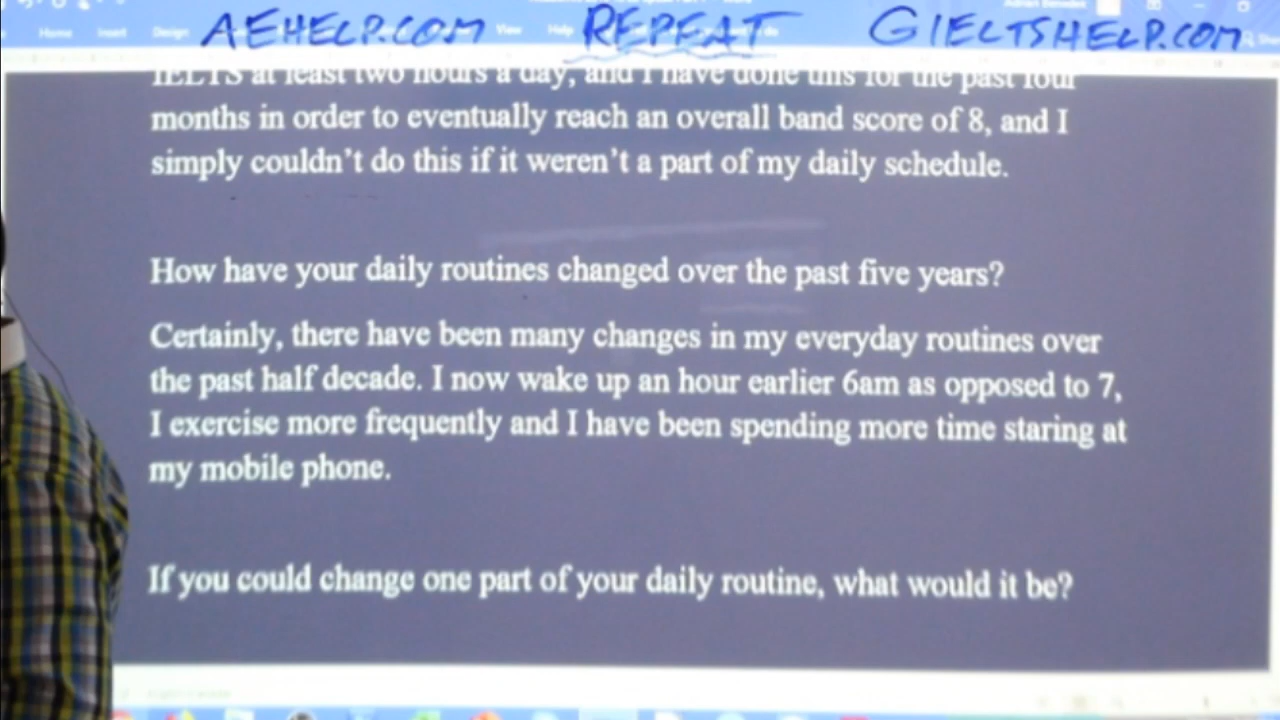 AEHELP.COM REPEAT GIELTSHELP.COM
Home Insert Design View Help
IELTS at least two hours a day, and I have done this for the past four
months in order to eventually reach an overall band score of 8, and I
simply couldn't do this if it weren't a part of my daily schedule.
How have your daily routines changed over the past five years?
Certainly, there have been many changes in my everyday routines over
the past half decade. I now wake up an hour earlier 6am as opposed to 7,
I exercise more frequently and I have been spending more time staring at
my mobile phone.
If you could change one part of your daily routine, what would it be?